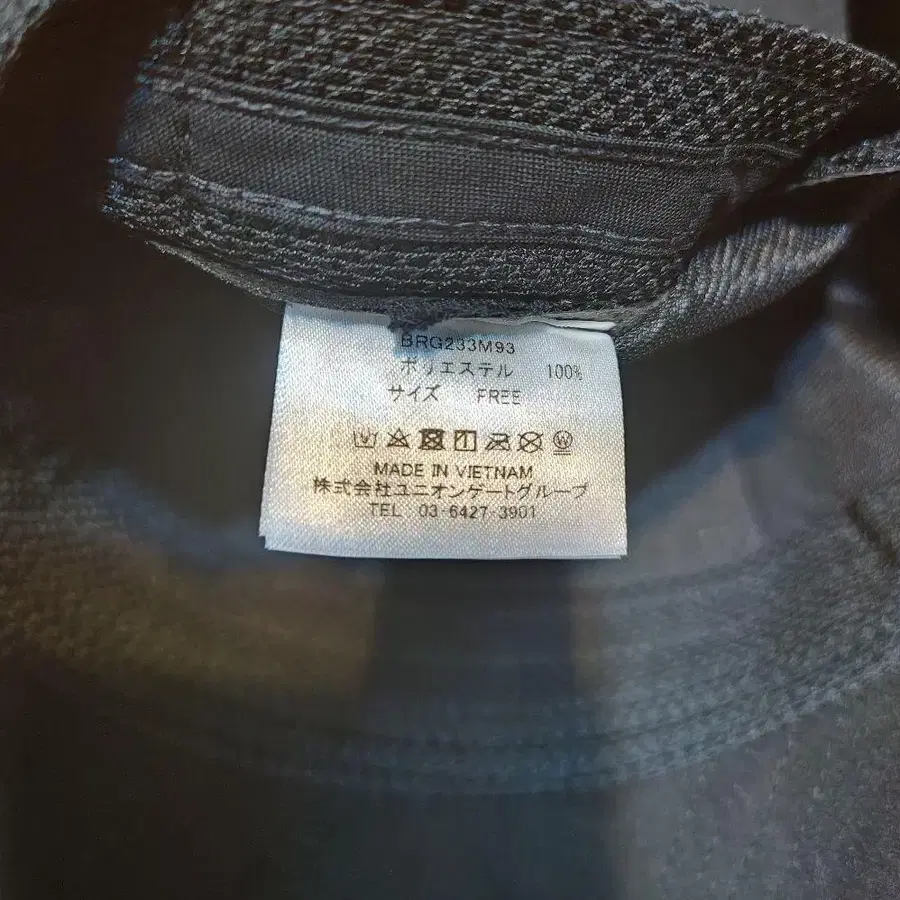 BRG233M93
ポリエステル 100%
サイズ FREE
MADE IN VIETNAM
株式会社ユニオンゲートグループ
TEL 03-6427-3901